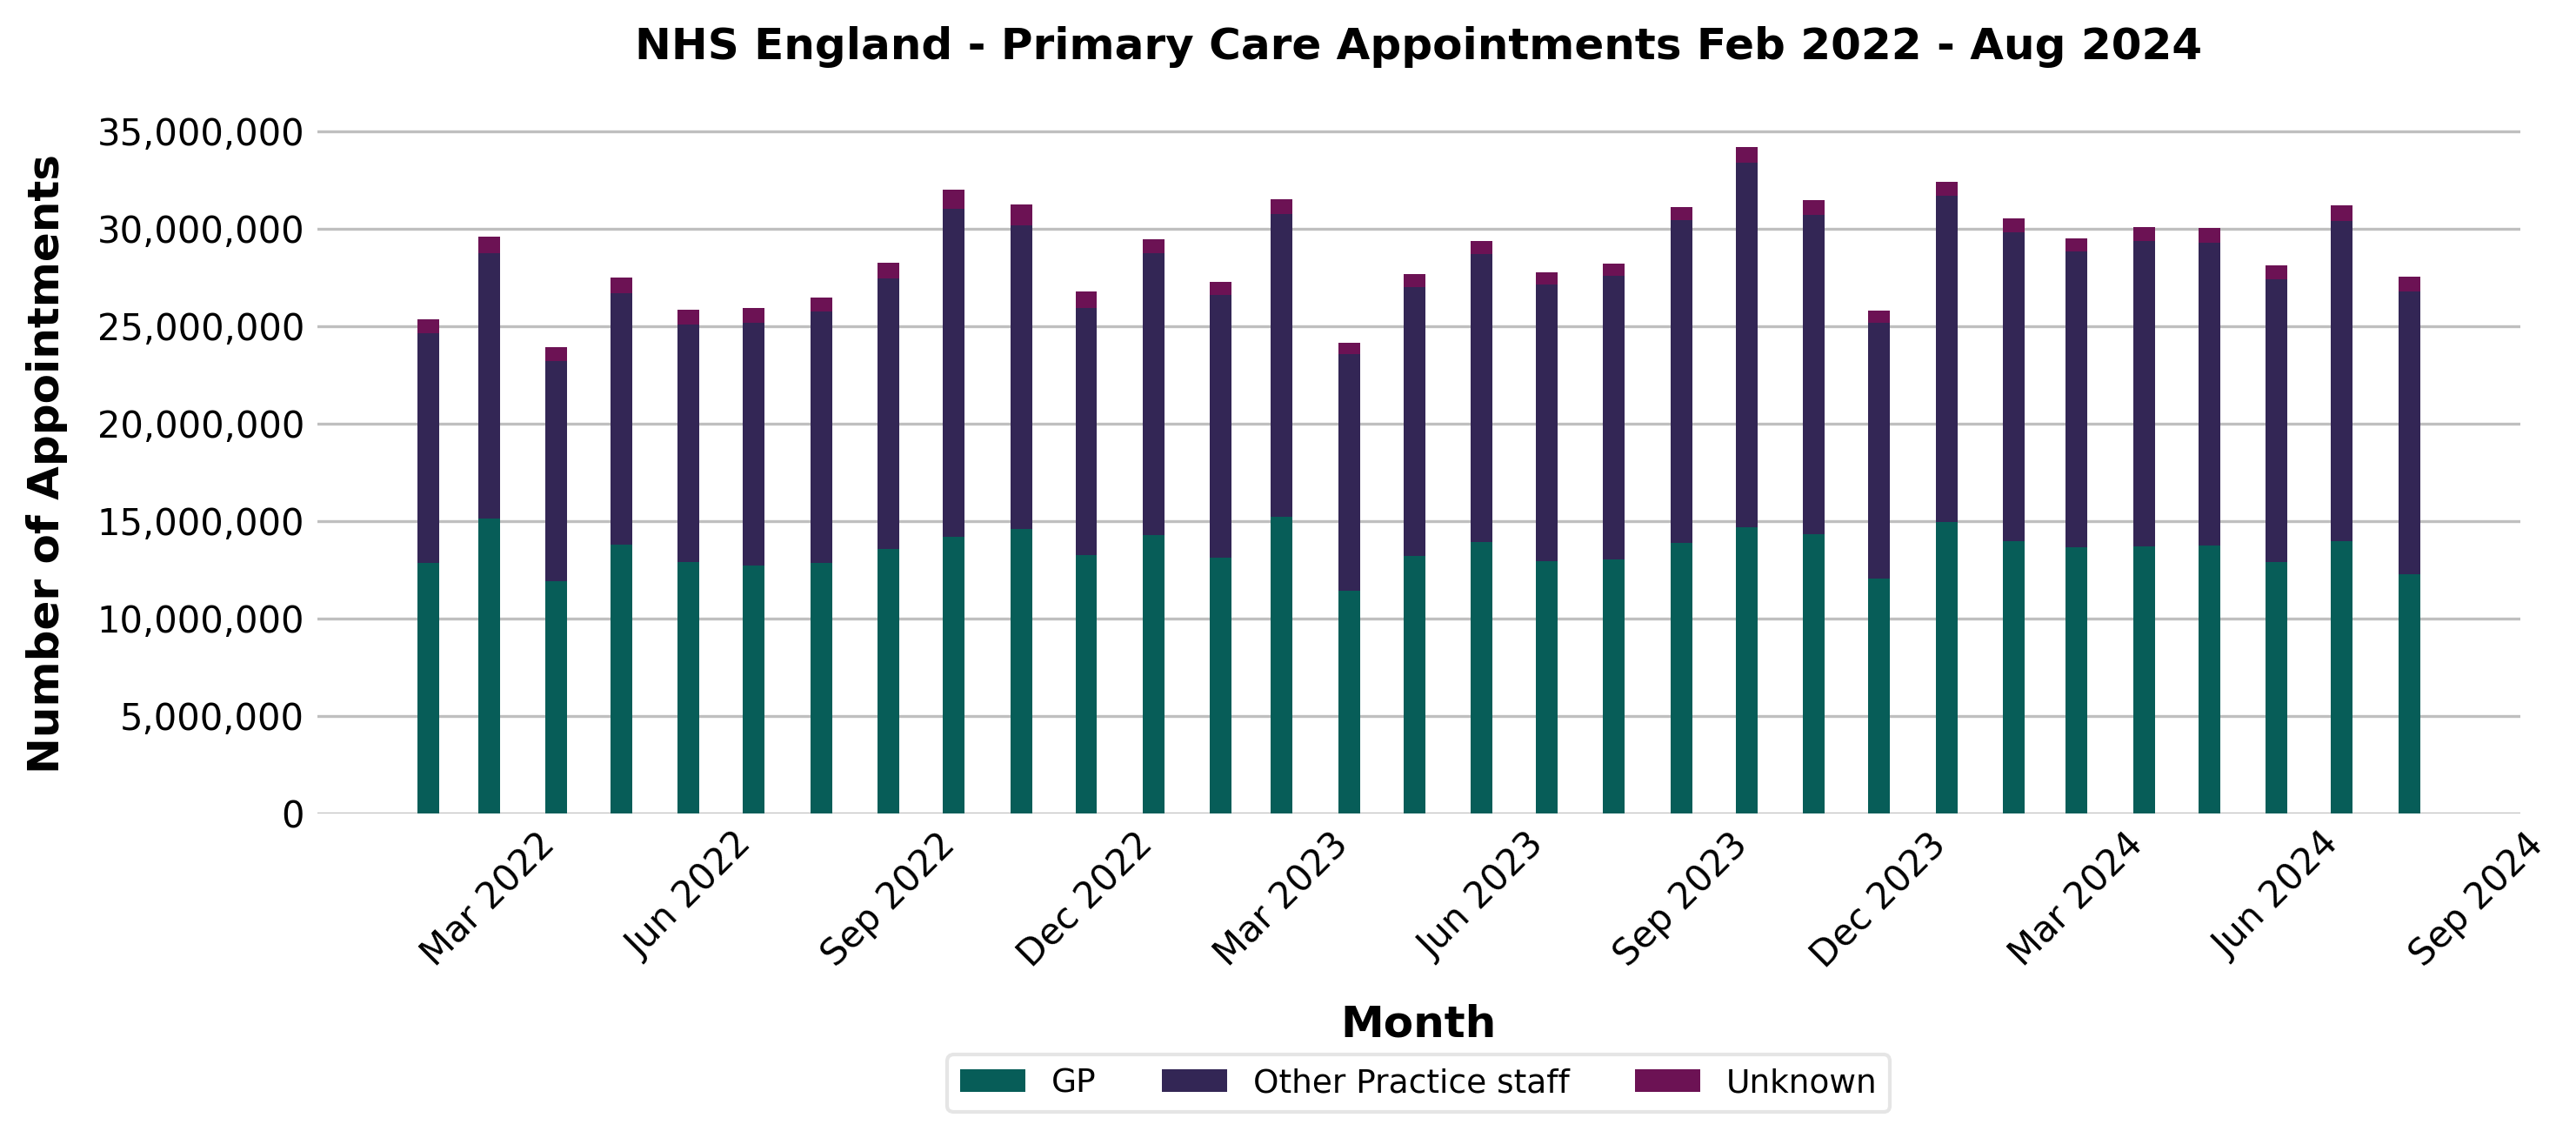 NHS England - Primary Care Appointments Feb 2022 - Aug 2024
Number of Appointments
35,000,000
30,000,000
25,000,000
20,000,000
15,000,000
10,000,000
5,000,000
0
Mar 2022
Jun 2022
Sep 2022
Dec 2022
Mar 2023
Jun 2023
Sep 2023
Dec 2023
Mar 2024
Jun 2024
Sep 2024
Month
GP
Other Practice staff
Unknown